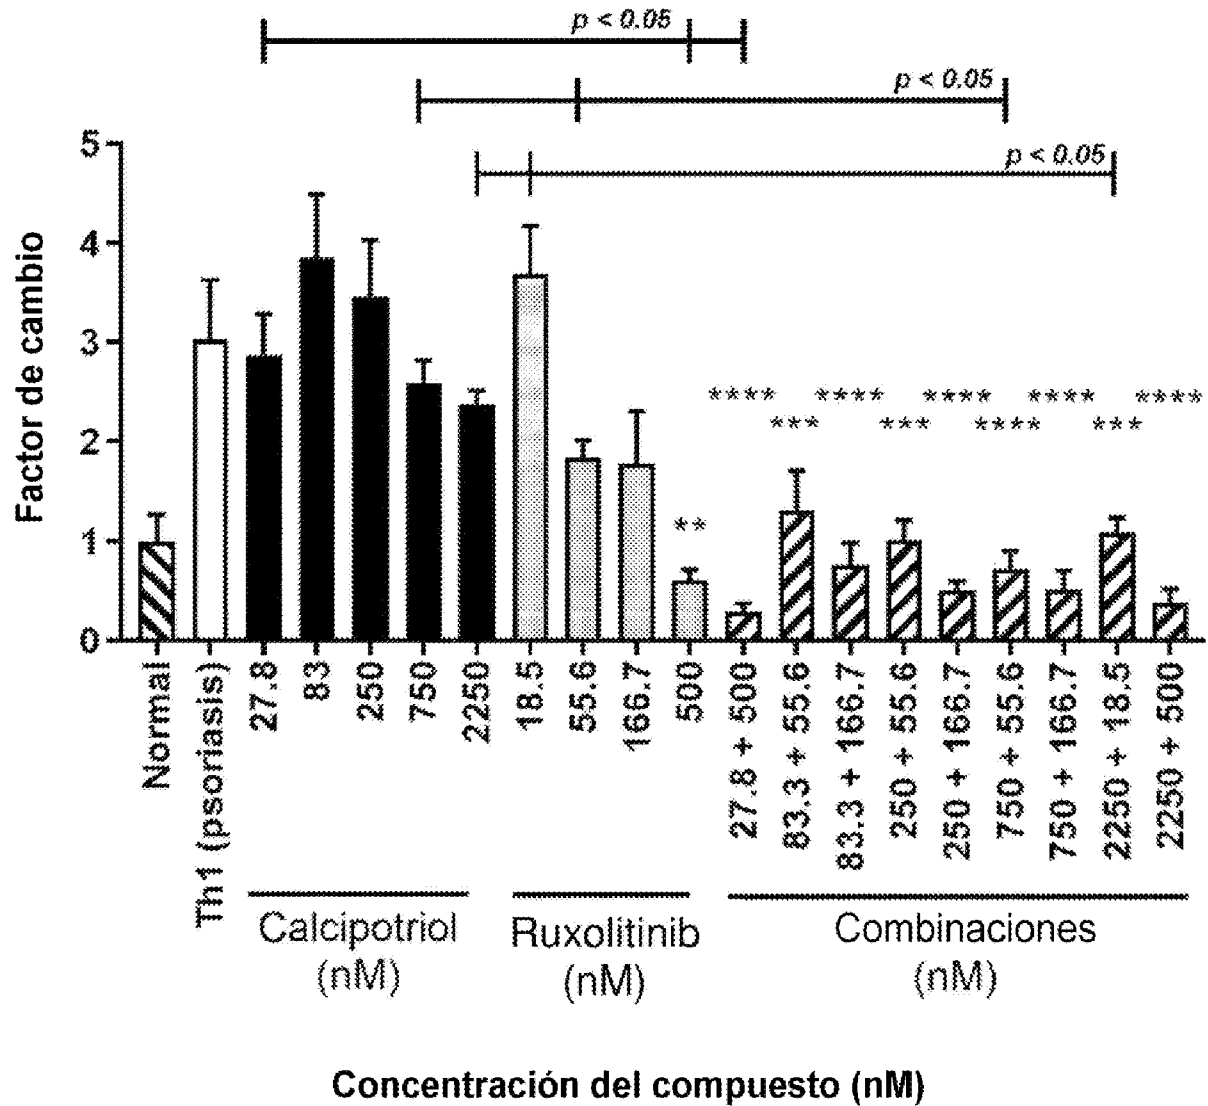 p < 0.05
p < 0.05
p < 0.05
Factor de cambio
5
4
3
2
1
0
**
****
***
****
***
****
****
****
***
****
Normal
Th1 (psoriasis)
27.8
83
250
750
2250
18.5
55.6
166.7
500
27.8 + 500
83.3 + 55.6
83.3 + 166.7
250 + 55.6
250 + 166.7
750 + 55.6
750 + 166.7
2250 + 18.5
2250 + 500
Calcipotriol
(nM)
Ruxolitinib
(nM)
Combinaciones
(nM)
Concentración del compuesto (nM)